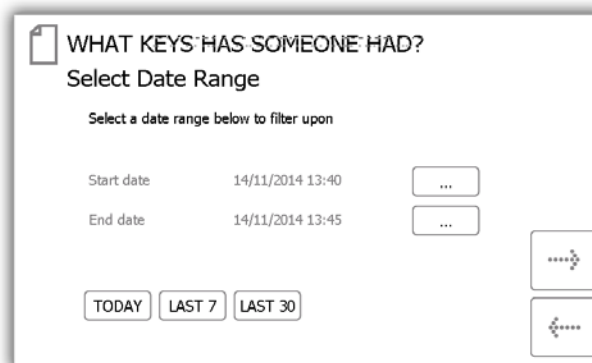 WHAT KEYS HAS SOMEONE HAD?
Select Date Range
Select a date range below to filter upon
Start date 14/11/2014 13:40 ...
End date 14/11/2014 13:45 ...
TODAY LAST 7 LAST 30